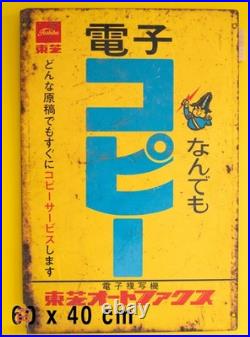 Toshiba
東芝
電子
コピー
なんでも
どんな原稿でもすぐにコピーサービスします
電子複写機
東芝オートファクス
60 x 40 cm